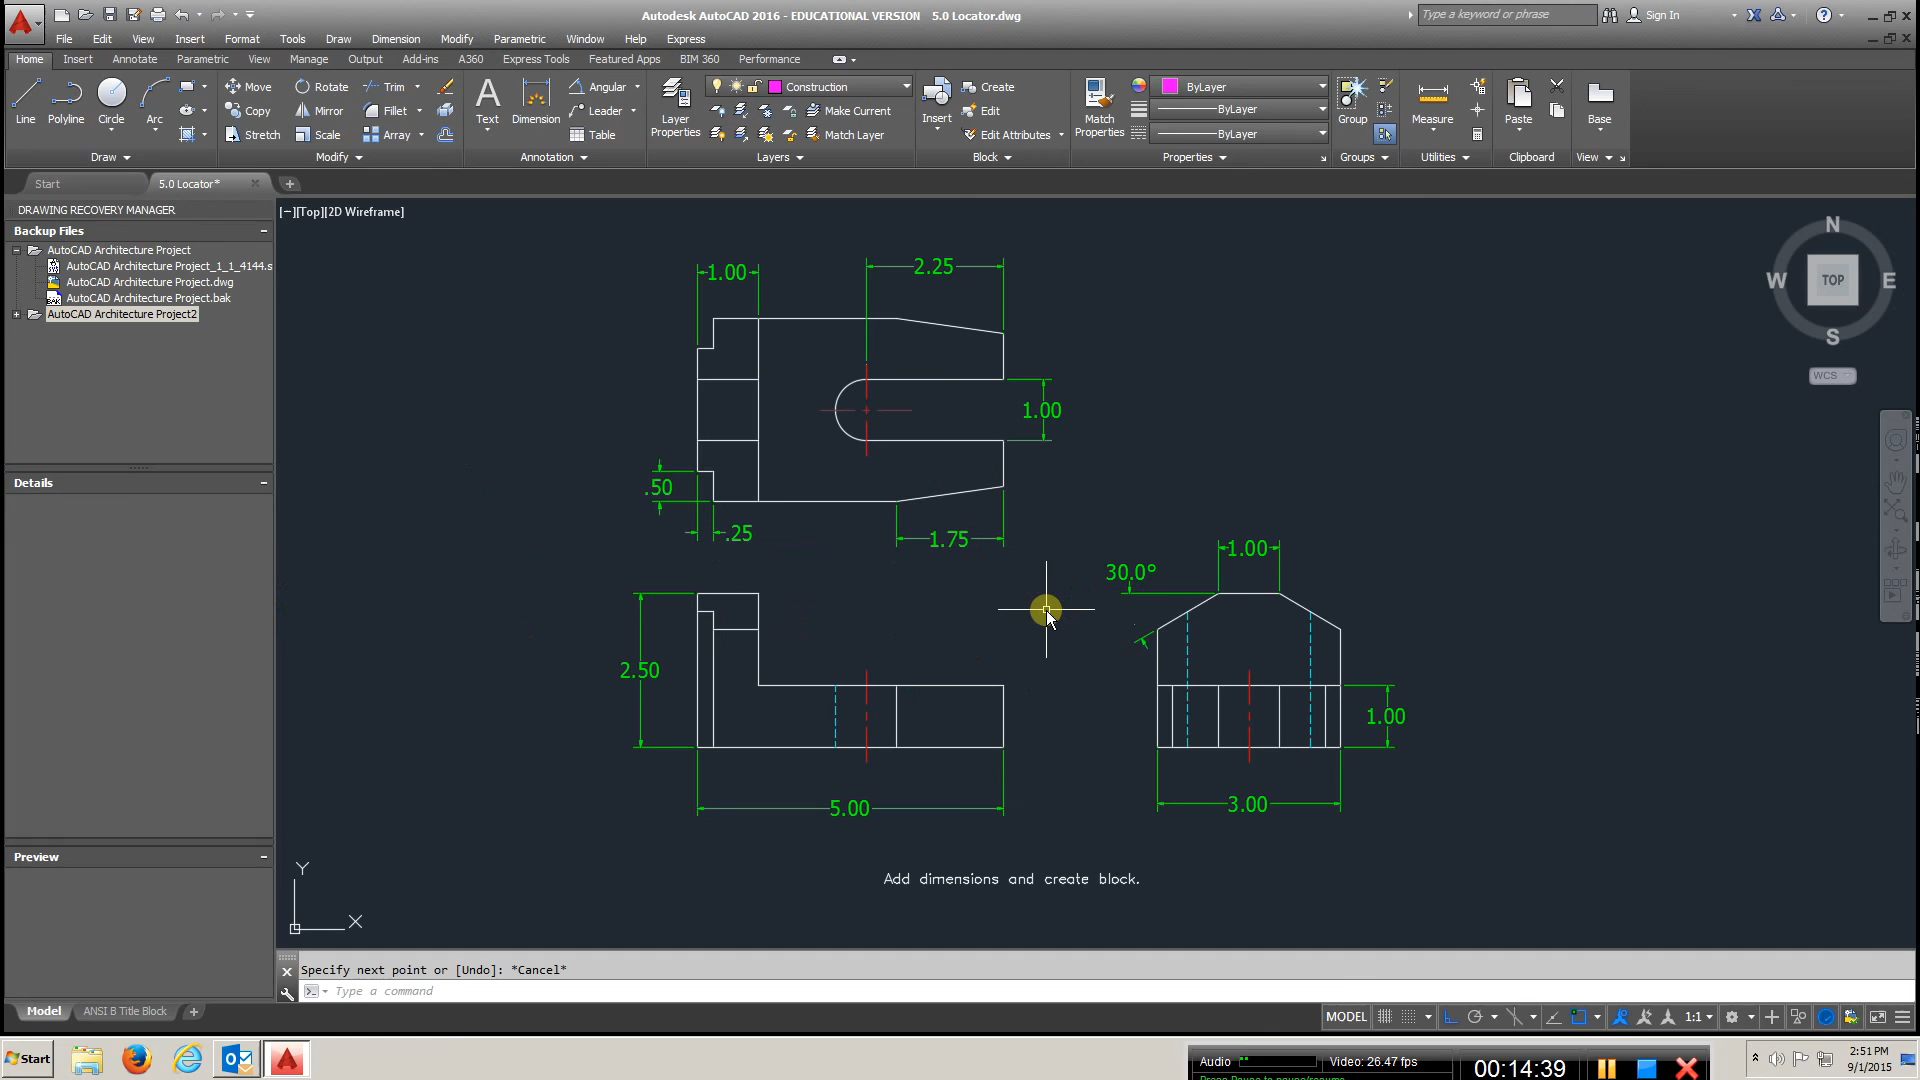 Autodesk AutoCAD 2016 - EDUCATIONAL VERSION 5.0 Locator.dwg
Type a keyword or phrase
Sign In
File Edit View Insert Format Tools Draw Dimension Modify Parametric Window Help Express
Home Insert Annotate Parametric View Manage Output Add-ins A360 Express Tools Featured Apps BIM 360 Performance
Line Polyline Circle Arc
Move Rotate Trim
Copy Mirror Fillet
Stretch Scale Array
Text Dimension
Angular
Leader
Table
Layer Properties
Construction
Make Current
Match Layer
Insert
Create
Edit
Edit Attributes
Match Properties
ByLayer
ByLayer
ByLayer
Group
Measure
Paste
Base
Draw Modify Annotation Layers Block Properties Groups Utilities Clipboard View
Start
5.0 Locator*
DRAWING RECOVERY MANAGER
Backup Files
AutoCAD Architecture Project
AutoCAD Architecture Project_1_1_4144.s
AutoCAD Architecture Project.dwg
AutoCAD Architecture Project.bak
AutoCAD Architecture Project2
Details
Preview
[−][Top][2D Wireframe]
N
W TOP E
S
WCS
1.00
2.25
1.00
.50
.25
1.75
1.00
30.0°
2.50
1.00
5.00
3.00
Add dimensions and create block.
Y
X
Specify next point or [Undo]: *Cancel*
Type a command
Model
ANSI B Title Block
MODEL
1:1
Start
Audio
Video: 26.47 fps
00:14:39
2:51 PM
9/1/2015